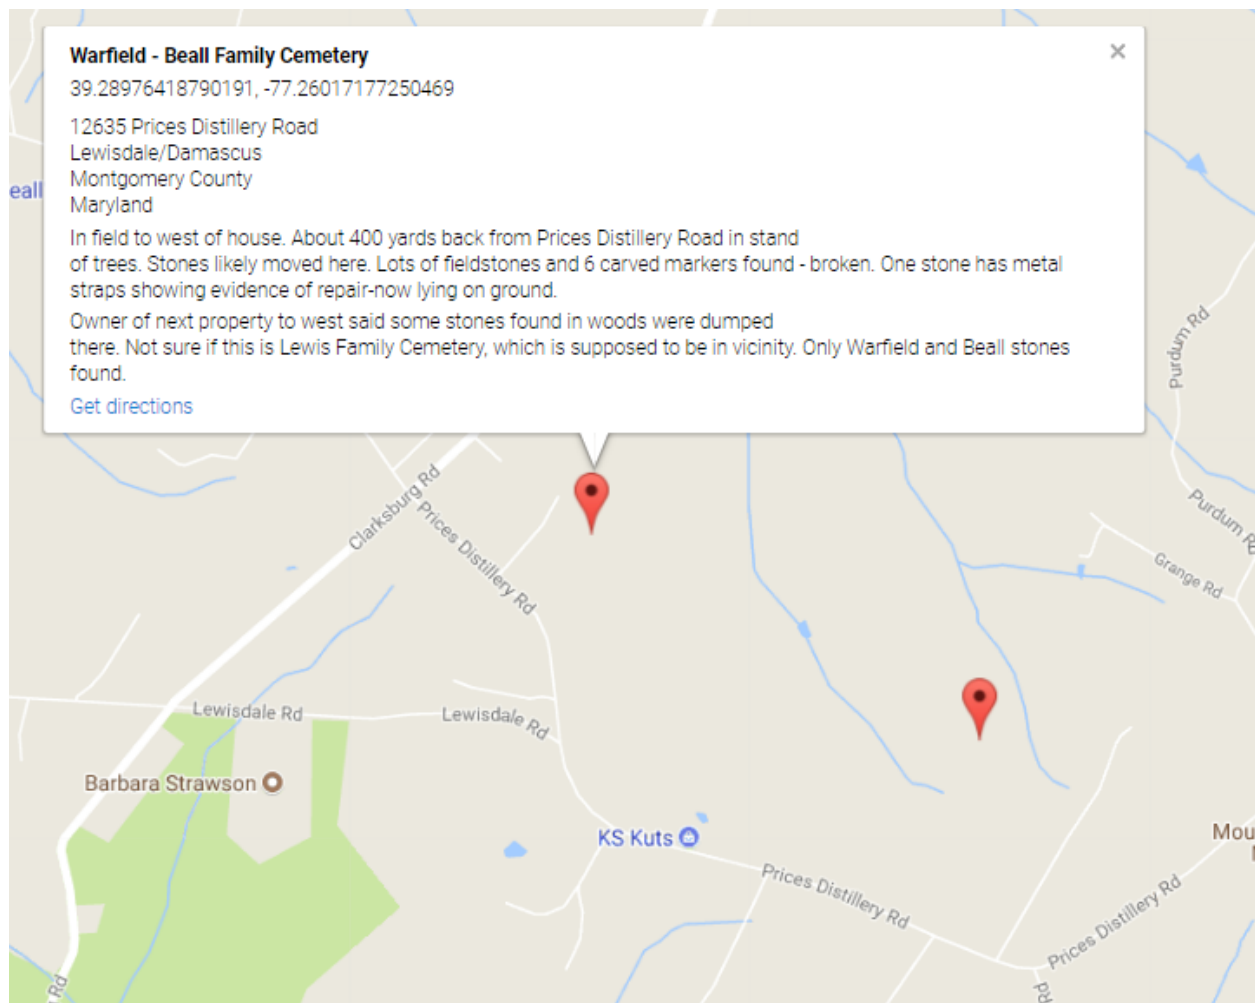 Warfield - Beall Family Cemetery
39.28976418790191, -77.26017177250469
12635 Prices Distillery Road
Lewisdale/Damascus
Montgomery County
Maryland
In field to west of house. About 400 yards back from Prices Distillery Road in stand
of trees. Stones likely moved here. Lots of fieldstones and 6 carved markers found - broken. One stone has metal
straps showing evidence of repair-now lying on ground.
Owner of next property to west said some stones found in woods were dumped
there. Not sure if this is Lewis Family Cemetery, which is supposed to be in vicinity. Only Warfield and Beall stones
found.
Get directions
eall
Purdum Rd
Clarksburg Rd
Prices Distillery Rd
Purdum R
Grange Rd
Lewisdale Rd
Lewisdale Rd
Barbara Strawson
KS Kuts
Mou
Prices Distillery Rd
Prices Distillery Rd
Rd
Rd